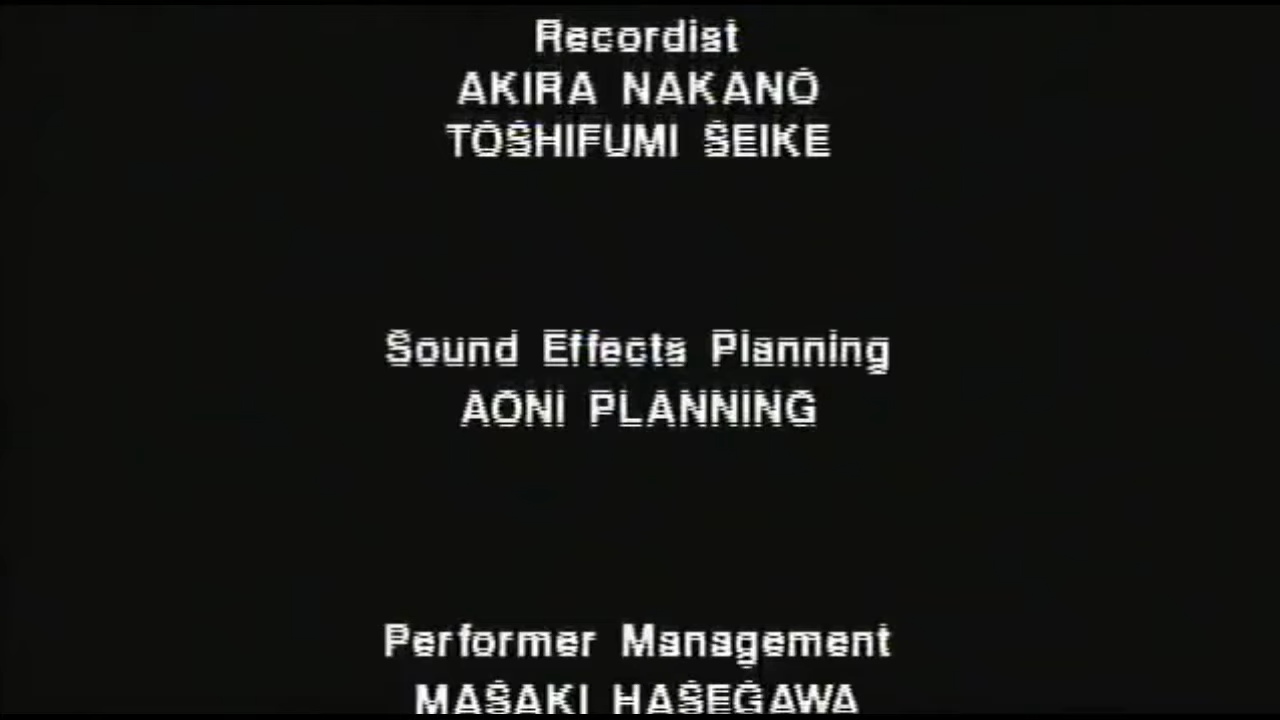 Recordist
AKIRA NAKANO
TOSHIFUMI SEIKE
Sound Effects Planning
AONI PLANNING
Performer Management
MASAKI HASEGAWA